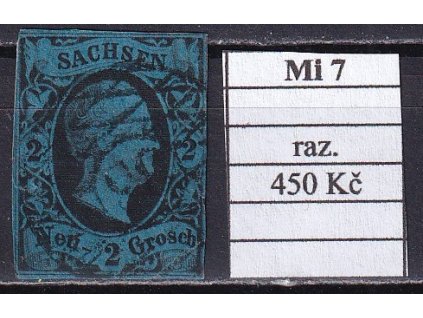 SACHSEN
2 2
Neu- 2 Grosch
Mi 7
raz.
450 Kč